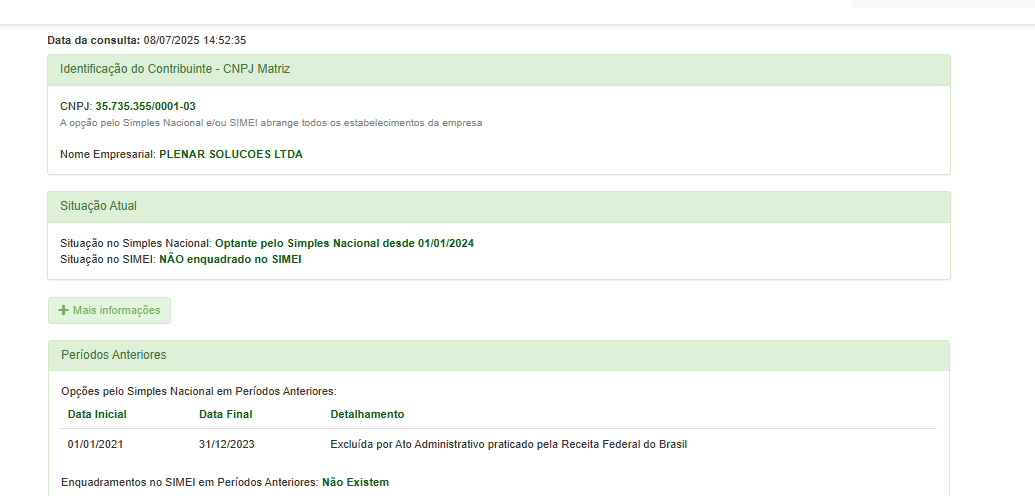 Data da consulta: 08/07/2025 14:52:35
Identificação do Contribuinte - CNPJ Matriz
CNPJ: 35.735.355/0001-03
A opção pelo Simples Nacional e/ou SIMEI abrange todos os estabelecimentos da empresa
Nome Empresarial: PLENAR SOLUCOES LTDA
Situação Atual
Situação no Simples Nacional: Optante pelo Simples Nacional desde 01/01/2024
Situação no SIMEI: NÃO enquadrado no SIMEI
+ Mais informações
Períodos Anteriores
Opções pelo Simples Nacional em Períodos Anteriores:
Data Inicial Data Final Detalhamento
01/01/2021 31/12/2023 Excluída por Ato Administrativo praticado pela Receita Federal do Brasil
Enquadramentos no SIMEI em Períodos Anteriores: Não Existem